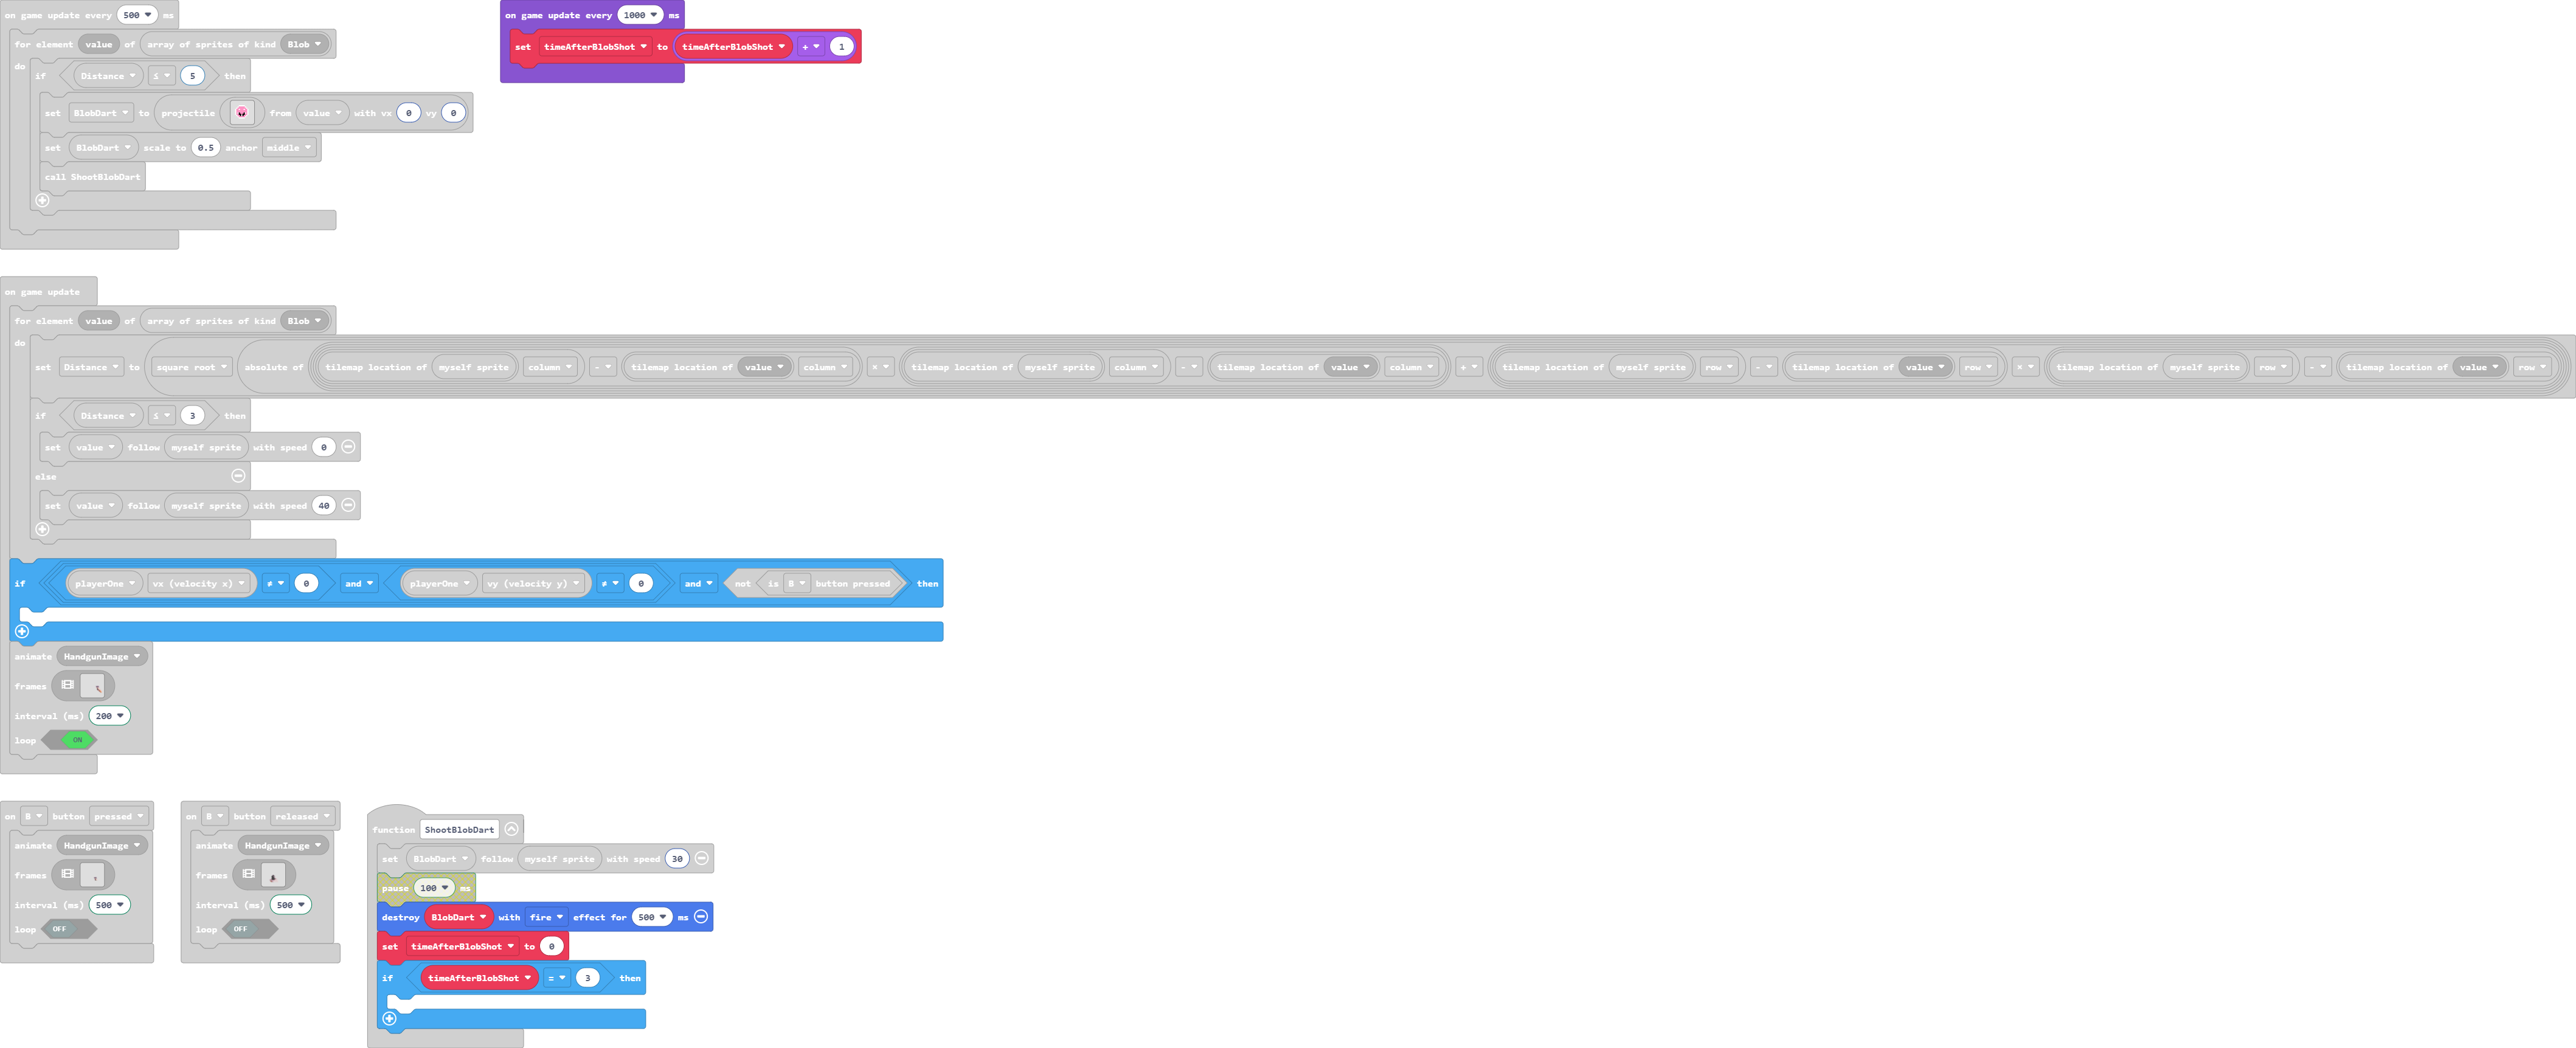 on game update every 500 ms
for element value of array of sprites of kind Blob
do
if Distance ≤ 5 then
set BlobDart to projectile from value with vx 0 vy 0
set BlobDart scale to 0.5 anchor middle
call ShootBlobDart
on game update every 1000 ms
set timeAfterBlobShot to timeAfterBlobShot + 1
on game update
for element value of array of sprites of kind Blob
do
set Distance to square root absolute of tilemap location of myself sprite column - tilemap location of value column × tilemap location of myself sprite column - tilemap location of value column + tilemap location of myself sprite row - tilemap location of value row × tilemap location of myself sprite row - tilemap location of value row
if Distance ≤ 3 then
set value follow myself sprite with speed 0
else
set value follow myself sprite with speed 40
if playerOne vx (velocity x) ≠ 0 and playerOne vy (velocity y) ≠ 0 and not is B button pressed then
animate HandgunImage
frames
interval (ms) 200
loop ON
on B button pressed
animate HandgunImage
frames
interval (ms) 500
loop OFF
on B button released
animate HandgunImage
frames
interval (ms) 500
loop OFF
function ShootBlobDart
set BlobDart follow myself sprite with speed 30
pause 100 ms
destroy BlobDart with fire effect for 500 ms
set timeAfterBlobShot to 0
if timeAfterBlobShot = 3 then